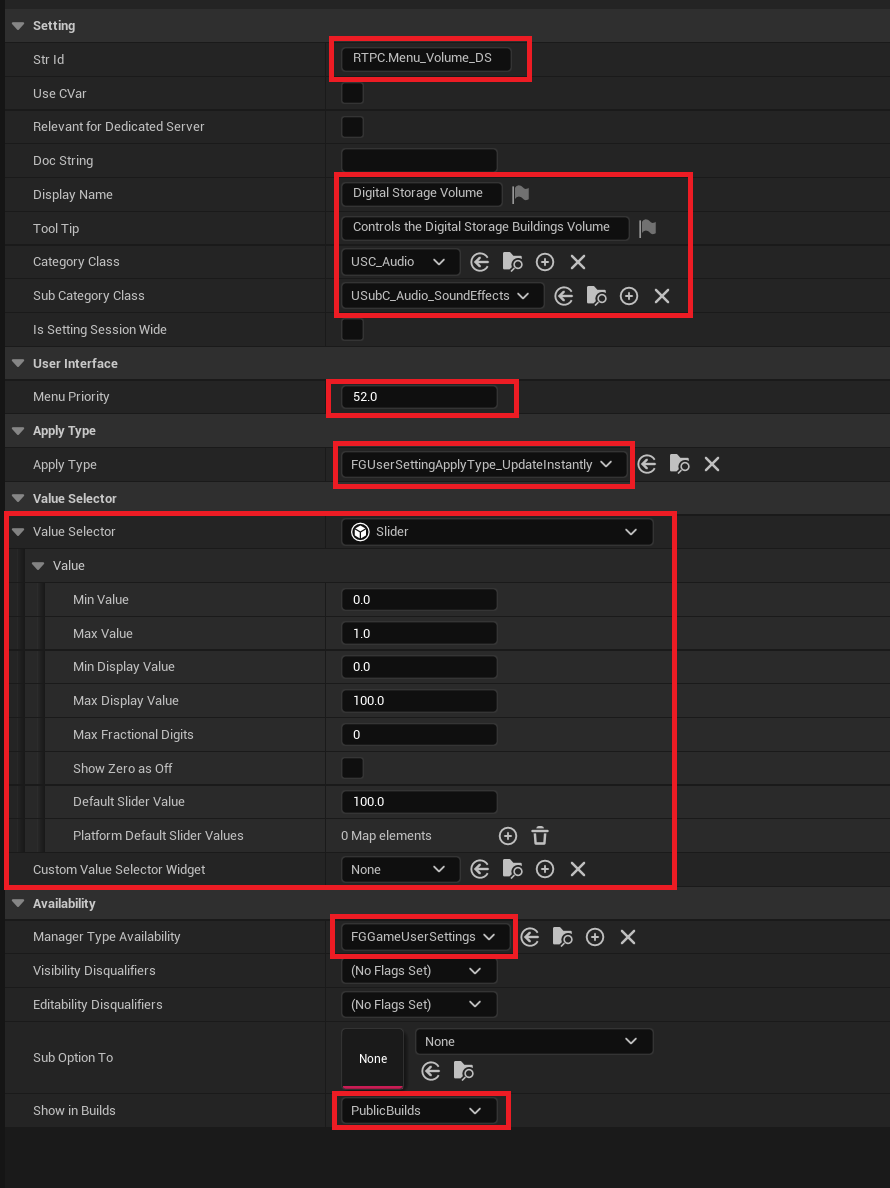 Setting
Str Id RTPC.Menu_Volume_DS
Use CVar
Relevant for Dedicated Server
Doc String
Display Name Digital Storage Volume
Tool Tip Controls the Digital Storage Buildings Volume
Category Class USC_Audio
Sub Category Class USubC_Audio_SoundEffects
Is Setting Session Wide
User Interface
Menu Priority 52.0
Apply Type
Apply Type FGUserSettingApplyType_UpdateInstantly
Value Selector
Value Selector Slider
Value
Min Value 0.0
Max Value 1.0
Min Display Value 0.0
Max Display Value 100.0
Max Fractional Digits 0
Show Zero as Off
Default Slider Value 100.0
Platform Default Slider Values 0 Map elements
Custom Value Selector Widget None
Availability
Manager Type Availability FGGameUserSettings
Visibility Disqualifiers (No Flags Set)
Editability Disqualifiers (No Flags Set)
Sub Option To None None
Show in Builds PublicBuilds